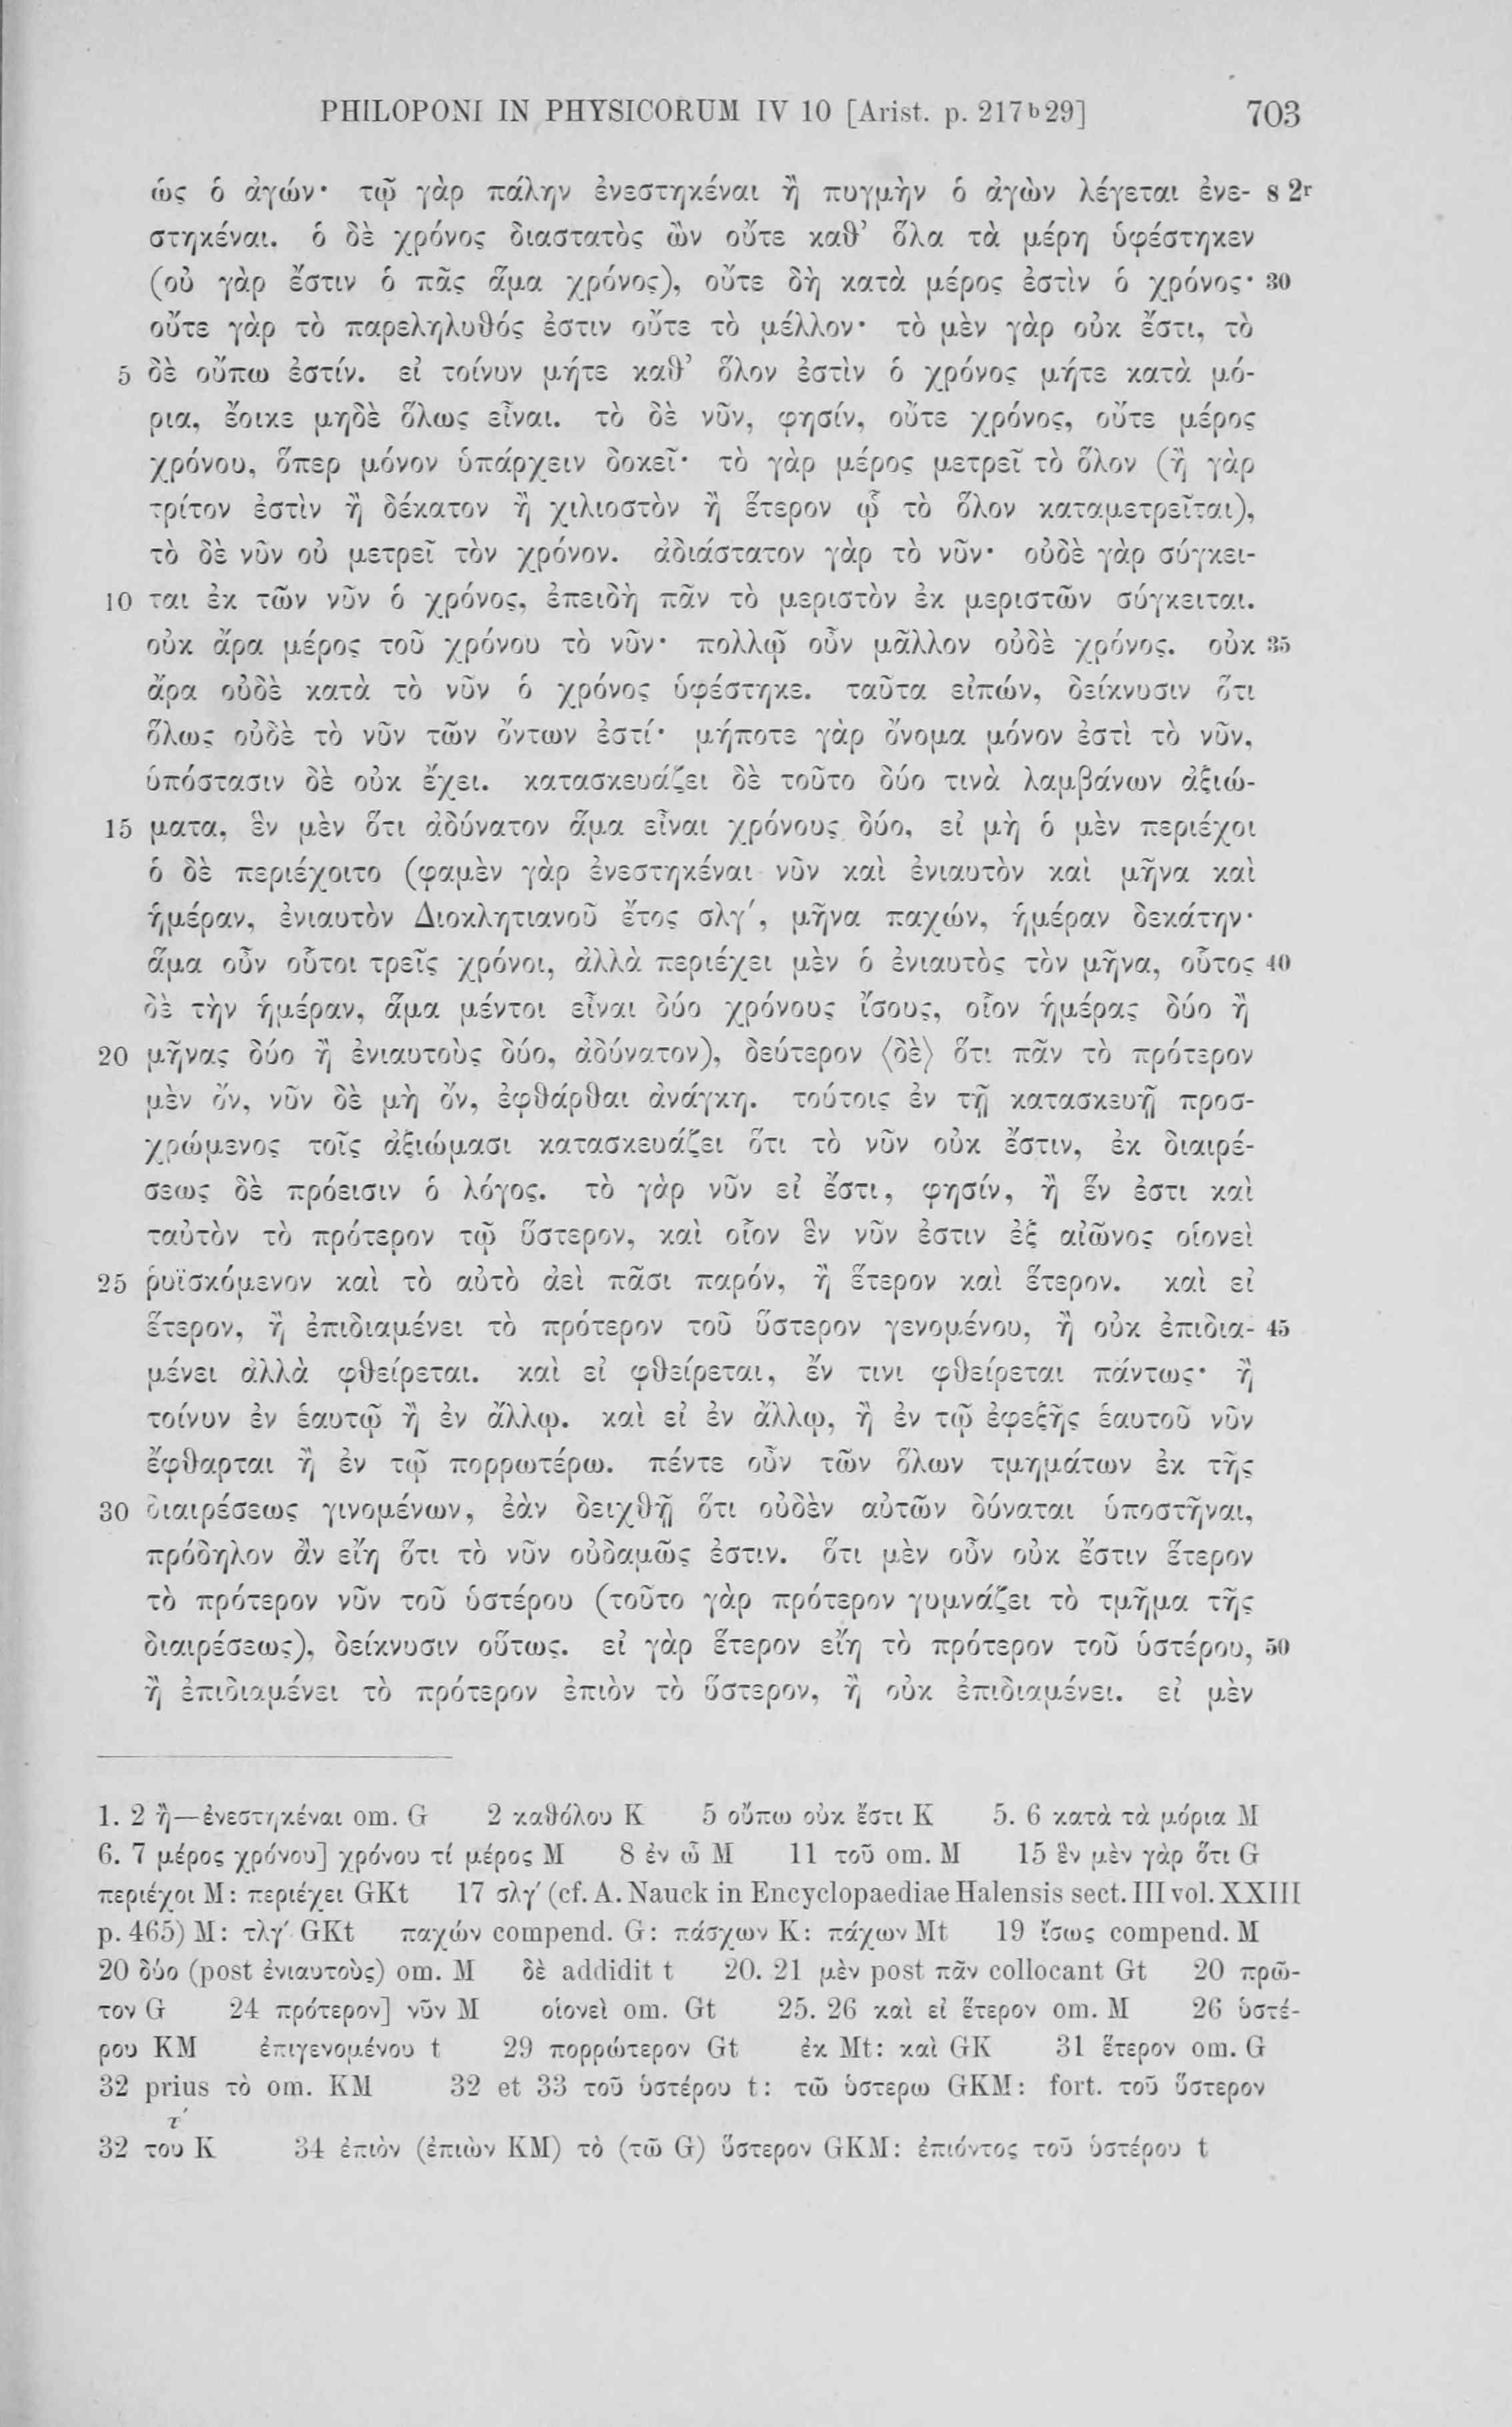 PHILOPONI IN PHYSICORUM IV 10 [Arist. p. 217ᵇ29] 703
ὡς ὁ ἀγών· τῷ γὰρ πάλην ἐνεστηκέναι ἢ πυγμὴν ὁ ἀγὼν λέγεται ἐνε- s 2ʳ
στηκέναι. ὁ δὲ χρόνος διαστατὸς ὢν οὔτε καθ’ ὅλα τὰ μέρη ὑφέστηκεν
(οὐ γὰρ ἔστιν ὁ πᾶς ἅμα χρόνος), οὔτε δὴ κατὰ μέρος ἐστὶν ὁ χρόνος· 30
οὔτε γὰρ τὸ παρεληλυθός ἐστιν οὔτε τὸ μέλλον· τὸ μὲν γὰρ οὐκ ἔστι, τὸ
5 δὲ οὔπω ἐστίν. εἰ τοίνυν μήτε καθ’ ὅλον ἐστὶν ὁ χρόνος μήτε κατὰ μό-
ρια, ἔοικε μηδὲ ὅλως εἶναι. τὸ δὲ νῦν, φησίν, οὔτε χρόνος, οὔτε μέρος
χρόνου, ὅπερ μόνον ὑπάρχειν δοκεῖ· τὸ γὰρ μέρος μετρεῖ τὸ ὅλον (ἢ γὰρ
τρίτον ἐστὶν ἢ δέκατον ἢ χιλιοστὸν ἢ ἕτερον ᾧ τὸ ὅλον καταμετρεῖται),
τὸ δὲ νῦν οὐ μετρεῖ τὸν χρόνον. ἀδιάστατον γὰρ τὸ νῦν· οὐδὲ γὰρ σύγκει-
10 ται ἐκ τῶν νῦν ὁ χρόνος, ἐπειδὴ πᾶν τὸ μεριστὸν ἐκ μεριστῶν σύγκειται.
οὐκ ἄρα μέρος τοῦ χρόνου τὸ νῦν· πολλῷ οὖν μᾶλλον οὐδὲ χρόνος. οὐκ 35
ἄρα οὐδὲ κατὰ τὸ νῦν ὁ χρόνος ὑφέστηκε. ταῦτα εἰπών, δείκνυσιν ὅτι
ὅλως οὐδὲ τὸ νῦν τῶν ὄντων ἐστί· μήποτε γὰρ ὄνομα μόνον ἐστὶ τὸ νῦν,
ὑπόστασιν δὲ οὐκ ἔχει. κατασκευάζει δὲ τοῦτο δύο τινὰ λαμβάνων ἀξιώ-
15 ματα, ἓν μὲν ὅτι ἀδύνατον ἅμα εἶναι χρόνους δύο, εἰ μὴ ὁ μὲν περιέχοι
ὁ δὲ περιέχοιτο (φαμὲν γὰρ ἐνεστηκέναι νῦν καὶ ἐνιαυτὸν καὶ μῆνα καὶ
ἡμέραν, ἐνιαυτὸν Διοκλητιανοῦ ἔτος σλγ΄, μῆνα παχών, ἡμέραν δεκάτην·
ἅμα οὖν οὗτοι τρεῖς χρόνοι, ἀλλὰ περιέχει μὲν ὁ ἐνιαυτὸς τὸν μῆνα, οὗτος 40
δὲ τὴν ἡμέραν, ἅμα μέντοι εἶναι δύο χρόνους ἴσους, οἷον ἡμέρας δύο ἢ
20 μῆνας δύο ἢ ἐνιαυτοὺς δύο, ἀδύνατον), δεύτερον ⟨δὲ⟩ ὅτι πᾶν τὸ πρότερον
μὲν ὄν, νῦν δὲ μὴ ὄν, ἐφθάρθαι ἀνάγκη. τούτοις ἐν τῇ κατασκευῇ προσ-
χρώμενος τοῖς ἀξιώμασι κατασκευάζει ὅτι τὸ νῦν οὐκ ἔστιν, ἐκ διαιρέ-
σεως δὲ πρόεισιν ὁ λόγος. τὸ γὰρ νῦν εἰ ἔστι, φησίν, ἢ ἕν ἐστι καὶ
ταὐτὸν τὸ πρότερον τῷ ὕστερον, καὶ οἷον ἓν νῦν ἐστιν ἐξ αἰῶνος οἱονεὶ
25 ῥυϊσκόμενον καὶ τὸ αὐτὸ ἀεὶ πᾶσι παρόν, ἢ ἕτερον καὶ ἕτερον. καὶ εἰ
ἕτερον, ἢ ἐπιδιαμένει τὸ πρότερον τοῦ ὕστερον γενομένου, ἢ οὐκ ἐπιδια- 45
μένει ἀλλὰ φθείρεται. καὶ εἰ φθείρεται, ἔν τινι φθείρεται πάντως· ἢ
τοίνυν ἐν ἑαυτῷ ἢ ἐν ἄλλῳ. καὶ εἰ ἐν ἄλλῳ, ἢ ἐν τῷ ἐφεξῆς ἑαυτοῦ νῦν
ἔφθαρται ἢ ἐν τῷ πορρωτέρω. πέντε οὖν τῶν ὅλων τμημάτων ἐκ τῆς
30 διαιρέσεως γινομένων, ἐὰν δειχθῇ ὅτι οὐδὲν αὐτῶν δύναται ὑποστῆναι,
πρόδηλον ἂν εἴη ὅτι τὸ νῦν οὐδαμῶς ἐστιν. ὅτι μὲν οὖν οὐκ ἔστιν ἕτερον
τὸ πρότερον νῦν τοῦ ὑστέρου (τοῦτο γὰρ πρότερον γυμνάζει τὸ τμῆμα τῆς
διαιρέσεως), δείκνυσιν οὕτως. εἰ γὰρ ἕτερον εἴη τὸ πρότερον τοῦ ὑστέρου, 50
ἢ ἐπιδιαμένει τὸ πρότερον ἐπιὸν τὸ ὕστερον, ἢ οὐκ ἐπιδιαμένει. εἰ μὲν
1. 2 ἢ—ἐνεστηκέναι om. G 2 καθόλου K 5 οὔπω οὐκ ἔστι K 5. 6 κατὰ τὰ μόρια M
6. 7 μέρος χρόνου] χρόνου τί μέρος M 8 ἐν ὧ M 11 τοῦ om. M 15 ἓν μὲν γὰρ ὅτι G
περιέχοι M: περιέχει GKt 17 σλγ΄ (cf. A. Nauck in Encyclopaediae Halensis sect. III vol. XXIII
p. 465) M: τλγ΄ GKt παχών compend. G: πάσχων K: πάχων Mt 19 ἴσως compend. M
20 δύο (post ἐνιαυτοὺς) om. M δὲ addidit t 20. 21 μὲν post πᾶν collocant Gt 20 πρῶ-
τον G 24 πρότερον] νῦν M οἱονεὶ om. Gt 25. 26 καὶ εἰ ἕτερον om. M 26 ὑστέ-
ρου KM ἐπιγενομένου t 29 πορρώτερον Gt ἐκ Mt: καὶ GK 31 ἕτερον om. G
32 prius τὸ om. KM 32 et 33 τοῦ ὑστέρου t: τῶ ὑστερω GKM: fort. τοῦ ὕστερον
τ΄
32 του K 34 ἐπιὸν (ἐπιὼν KM) τὸ (τῶ G) ὕστερον GKM: ἐπιόντος τοῦ ὑστέρου t